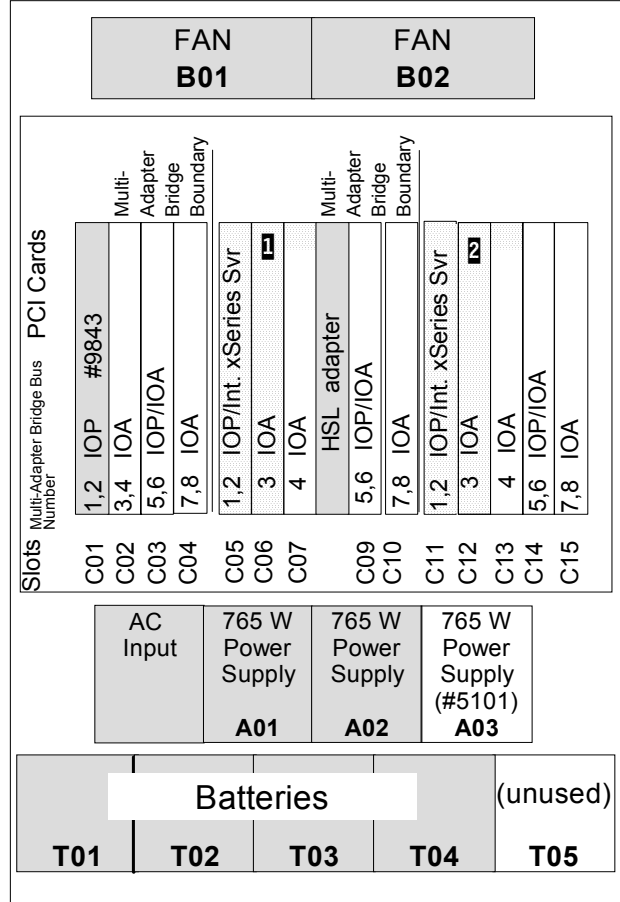 FAN
B01
FAN
B02
Slots
Multi-Adapter Bridge Bus
Number
PCI Cards
C01 1,2 IOP #9843
C02 3,4 IOA
C03 5,6 IOP/IOA
C04 7,8 IOA
Multi-
Adapter
Bridge
Boundary
C05 1,2 IOP/Int. xSeries Svr
C06 3 IOA 1
C07 4 IOA
HSL adapter
C09 5,6 IOP/IOA
C10 7,8 IOA
Multi-
Adapter
Bridge
Boundary
C11 1,2 IOP/Int. xSeries Svr
C12 3 IOA 2
C13 4 IOA
C14 5,6 IOP/IOA
C15 7,8 IOA
AC
Input
765 W
Power
Supply
A01
765 W
Power
Supply
A02
765 W
Power
Supply
(#5101)
A03
Batteries
(unused)
T01
T02
T03
T04
T05